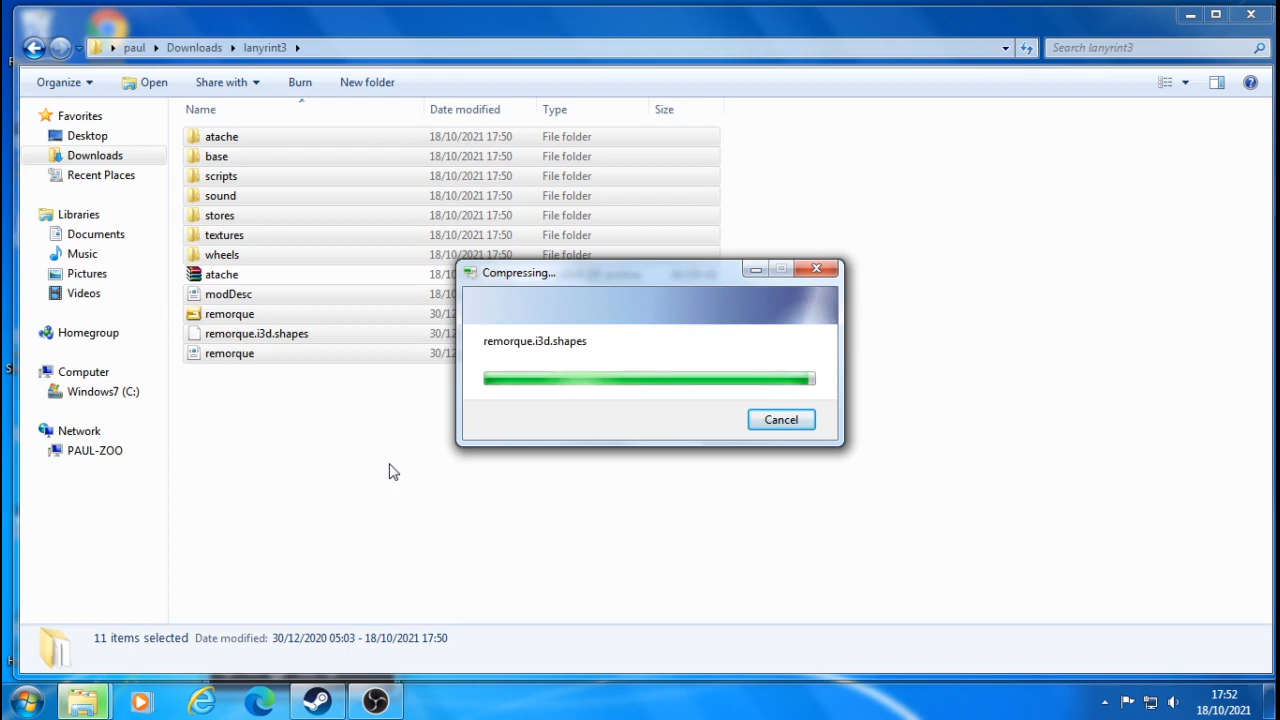 paul Downloads lanyrint3 Search lanyrint3
Organize Open Share with Burn New folder
Name Date modified Type Size
Favorites
Desktop
Downloads
Recent Places
Libraries
Documents
Music
Pictures
Videos
Homegroup
Computer
Windows7 (C:)
Network
PAUL-ZOO
atache 18/10/2021 17:50 File folder
base 18/10/2021 17:50 File folder
scripts 18/10/2021 17:50 File folder
sound 18/10/2021 17:50 File folder
stores 18/10/2021 17:50 File folder
textures 18/10/2021 17:50 File folder
wheels 18/10/2021 17:50 File folder
atache 18/10
modDesc 18/10
remorque 30/12
remorque.i3d.shapes 30/12
remorque 30/12
Compressing...
remorque.i3d.shapes
Cancel
11 items selected Date modified: 30/12/2020 05:03 - 18/10/2021 17:50
17:52
18/10/2021